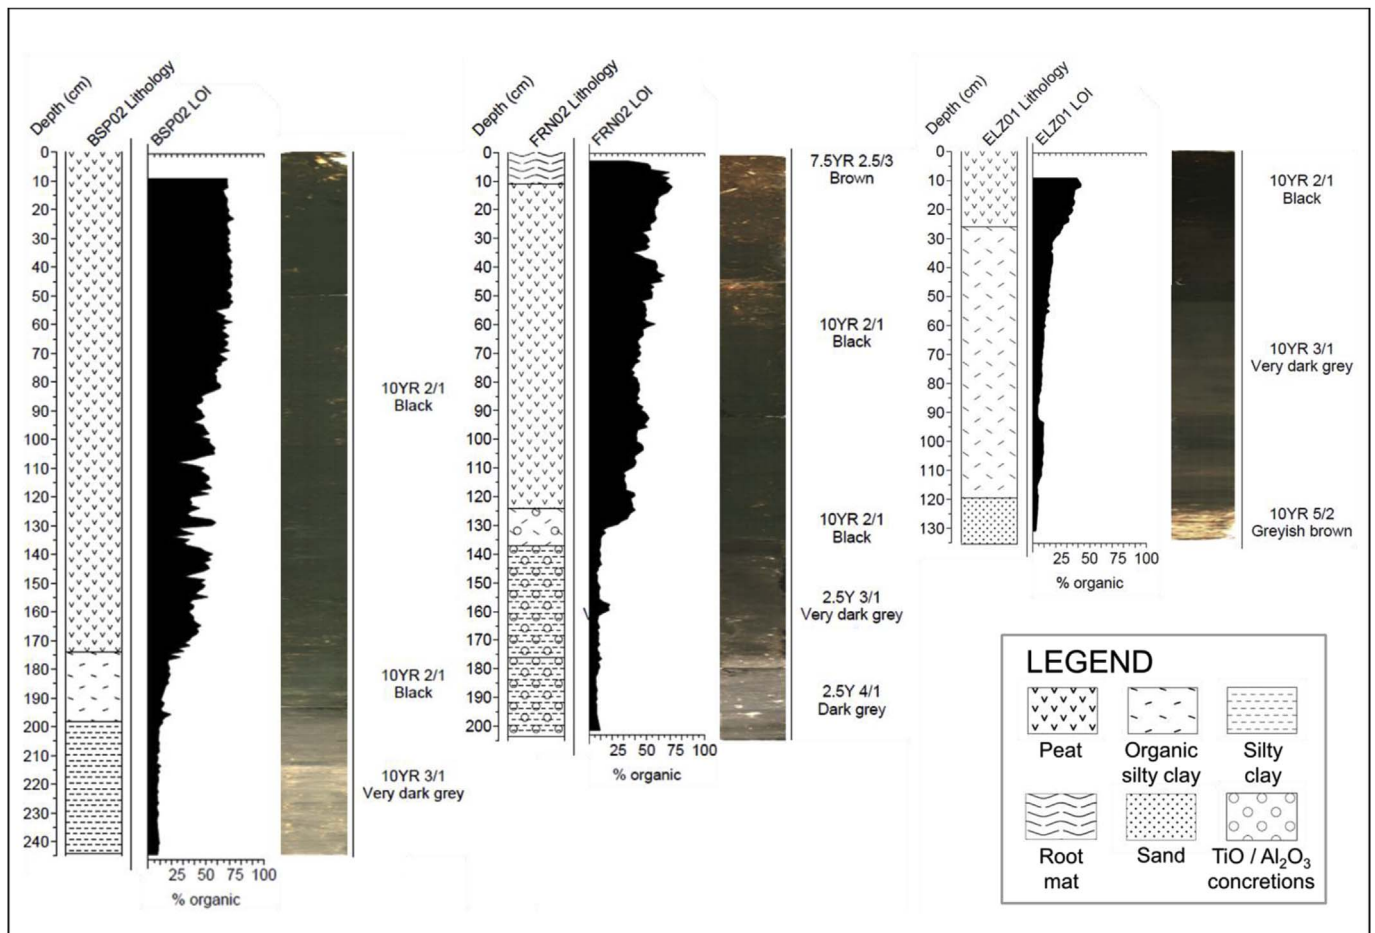 Depth (cm)
BSP02 Lithology
BSP02 LOI
0
10
20
30
40
50
60
70
80
90
100
110
120
130
140
150
160
170
180
190
200
210
220
230
240
25 50 75 100
% organic
10YR 2/1
Black
10YR 2/1
Black
10YR 3/1
Very dark grey
Depth (cm)
FRN02 Lithology
FRN02 LOI
0
10
20
30
40
50
60
70
80
90
100
110
120
130
140
150
160
170
180
190
200
25 50 75 100
% organic
7.5YR 2.5/3
Brown
10YR 2/1
Black
10YR 2/1
Black
2.5Y 3/1
Very dark grey
2.5Y 4/1
Dark grey
Depth (cm)
ELZ01 Lithology
ELZ01 LOI
0
10
20
30
40
50
60
70
80
90
100
110
120
130
25 50 75 100
% organic
10YR 2/1
Black
10YR 3/1
Very dark grey
10YR 5/2
Greyish brown
LEGEND
Peat
Organic
silty clay
Silty
clay
Root
mat
Sand
TiO / Al₂O₃
concretions